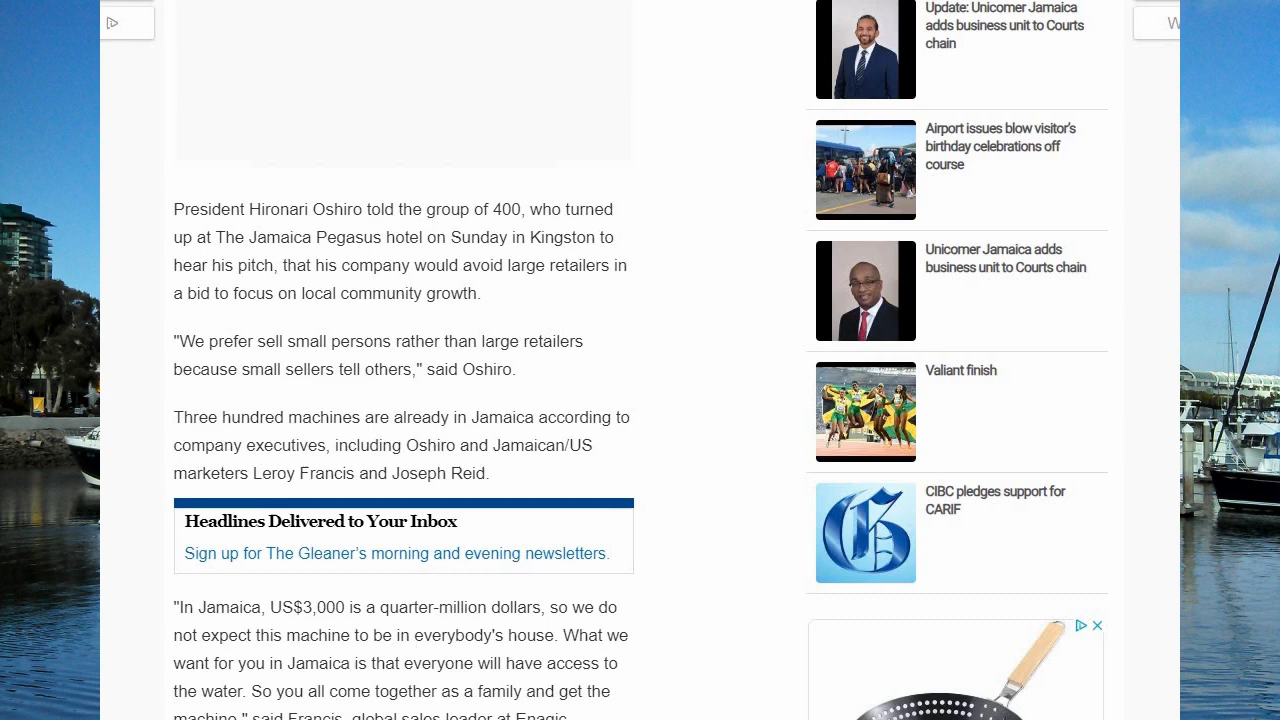 President Hironari Oshiro told the group of 400, who turned
up at The Jamaica Pegasus hotel on Sunday in Kingston to
hear his pitch, that his company would avoid large retailers in
a bid to focus on local community growth.
"We prefer sell small persons rather than large retailers
because small sellers tell others," said Oshiro.
Three hundred machines are already in Jamaica according to
company executives, including Oshiro and Jamaican/US
marketers Leroy Francis and Joseph Reid.
Headlines Delivered to Your Inbox
Sign up for The Gleaner’s morning and evening newsletters.
"In Jamaica, US$3,000 is a quarter-million dollars, so we do
not expect this machine to be in everybody's house. What we
want for you in Jamaica is that everyone will have access to
the water. So you all come together as a family and get the
machine," said Francis, global sales leader
Update: Unicomer Jamaica
adds business unit to Courts
chain
Airport issues blow visitor's
birthday celebrations off
course
Unicomer Jamaica adds
business unit to Courts chain
Valiant finish
CIBC pledges support for
CARIF
G
W